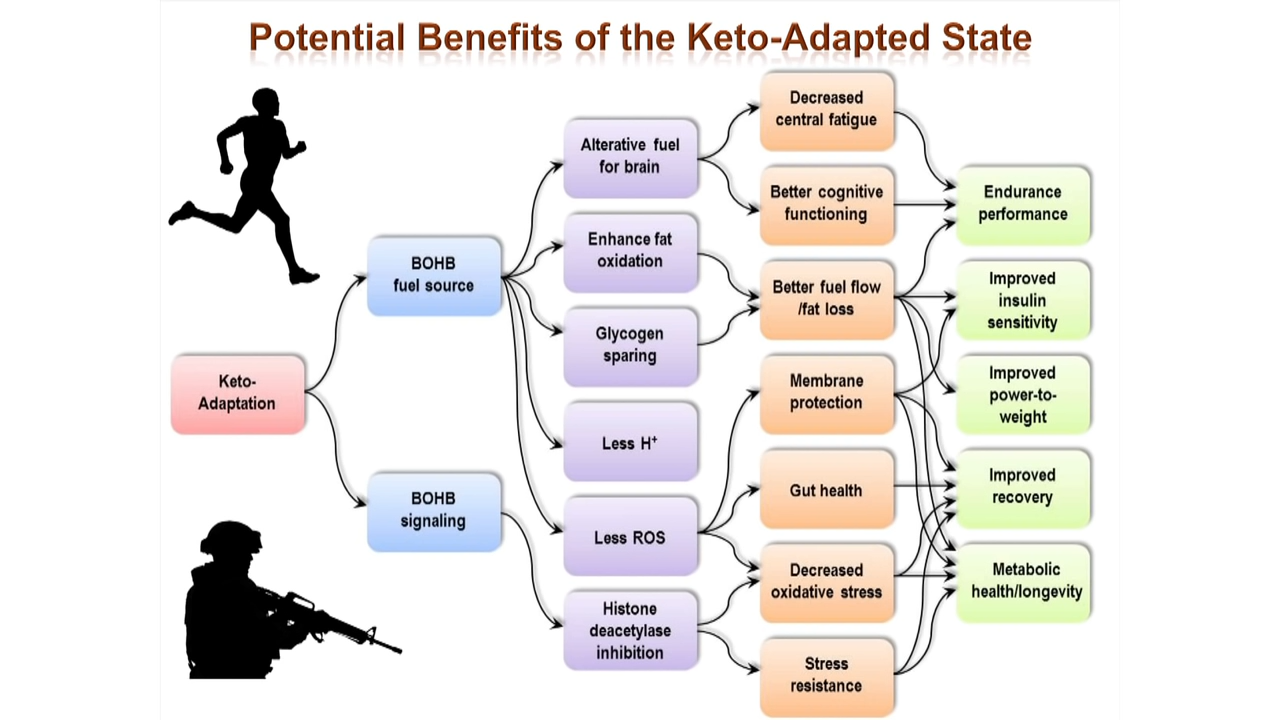 Potential Benefits of the Keto-Adapted State
Keto-
Adaptation
BOHB
fuel source
BOHB
signaling
Alterative fuel
for brain
Enhance fat
oxidation
Glycogen
sparing
Less H⁺
Less ROS
Histone
deacetylase
inhibition
Decreased
central fatigue
Better cognitive
functioning
Better fuel flow
/fat loss
Membrane
protection
Gut health
Decreased
oxidative stress
Stress
resistance
Endurance
performance
Improved
insulin
sensitivity
Improved
power-to-
weight
Improved
recovery
Metabolic
health/longevity